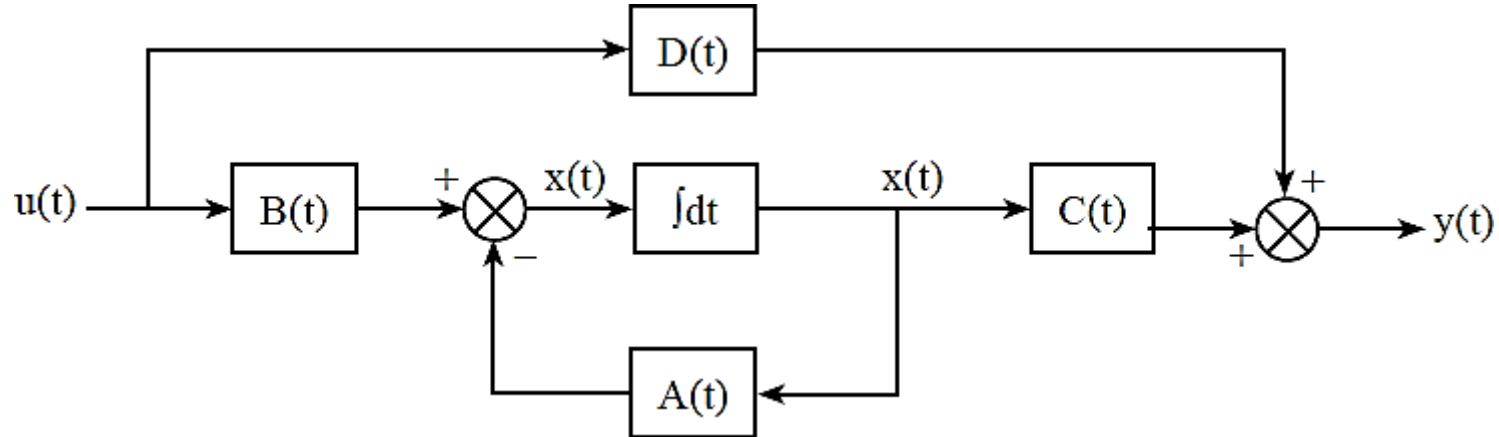 D(t)
+
u(t) B(t) + x(t) ∫dt x(t) C(t) + y(t)
−
A(t)